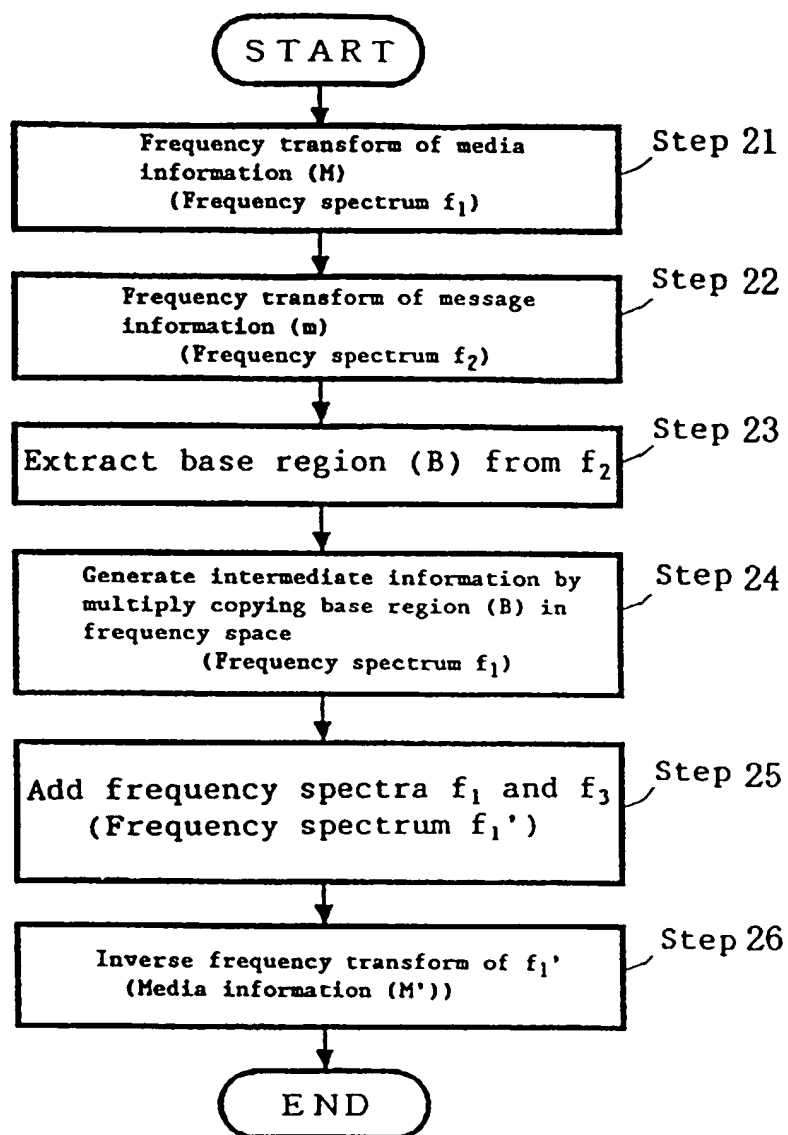 START
Frequency transform of media
information (M)
(Frequency spectrum f₁)
Step 21
Frequency transform of message
information (m)
(Frequency spectrum f₂)
Step 22
Extract base region (B) from f₂
Step 23
Generate intermediate information by
multiply copying base region (B) in
frequency space
(Frequency spectrum f₁)
Step 24
Add frequency spectra f₁ and f₃
(Frequency spectrum f₁')
Step 25
Inverse frequency transform of f₁'
(Media information (M'))
Step 26
END